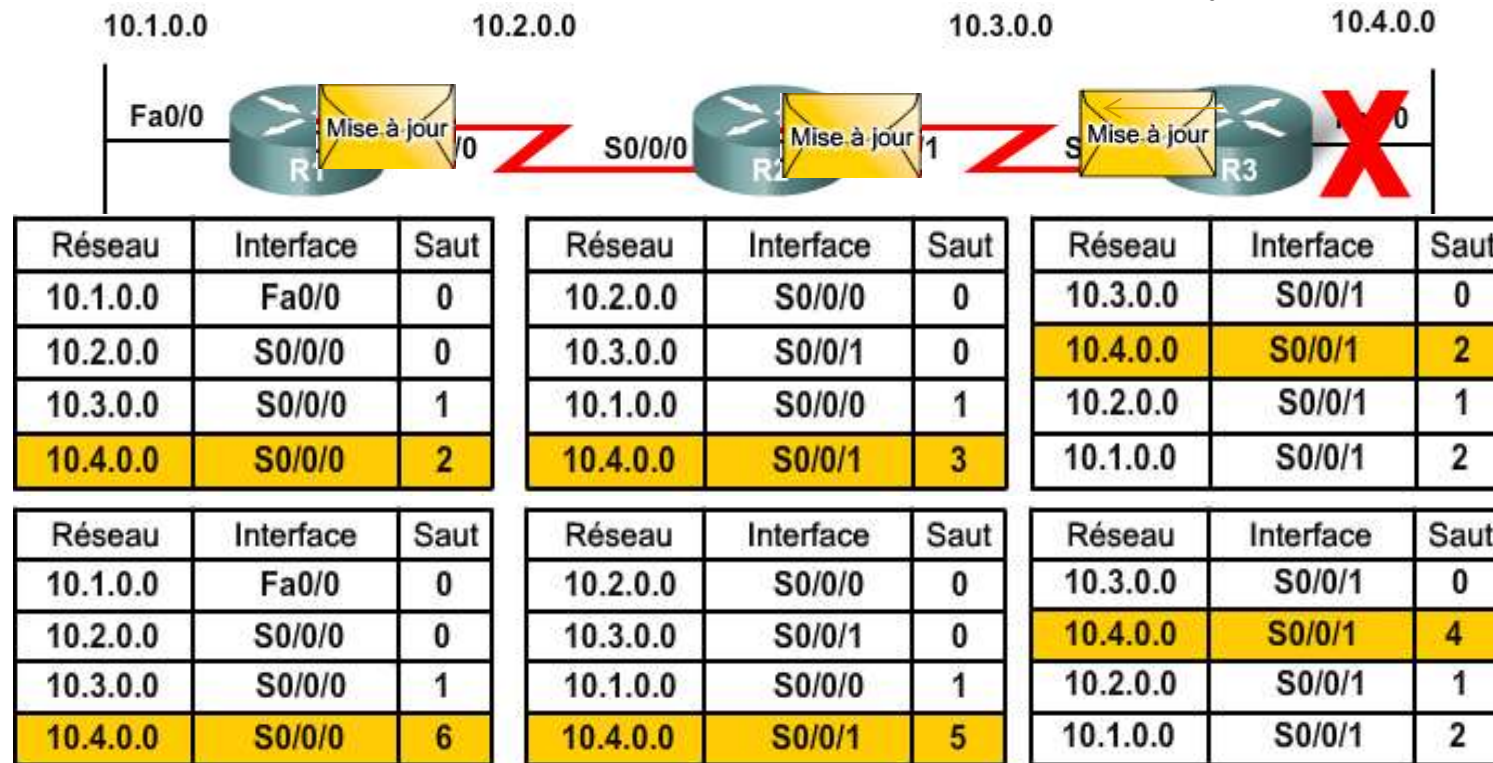 10.1.0.0 10.2.0.0 10.3.0.0 10.4.0.0
Fa0/0 Mise à jour /0 S0/0/0 Mise à jour /1 S Mise à jour 0
R1 R2 R3
Réseau Interface Saut Réseau Interface Saut Réseau Interface Saut
10.1.0.0 Fa0/0 0 10.2.0.0 S0/0/0 0 10.3.0.0 S0/0/1 0
10.2.0.0 S0/0/0 0 10.3.0.0 S0/0/1 0 10.4.0.0 S0/0/1 2
10.3.0.0 S0/0/0 1 10.1.0.0 S0/0/0 1 10.2.0.0 S0/0/1 1
10.4.0.0 S0/0/0 2 10.4.0.0 S0/0/1 3 10.1.0.0 S0/0/1 2
Réseau Interface Saut Réseau Interface Saut Réseau Interface Saut
10.1.0.0 Fa0/0 0 10.2.0.0 S0/0/0 0 10.3.0.0 S0/0/1 0
10.2.0.0 S0/0/0 0 10.3.0.0 S0/0/1 0 10.4.0.0 S0/0/1 4
10.3.0.0 S0/0/0 1 10.1.0.0 S0/0/0 1 10.2.0.0 S0/0/1 1
10.4.0.0 S0/0/0 6 10.4.0.0 S0/0/1 5 10.1.0.0 S0/0/1 2